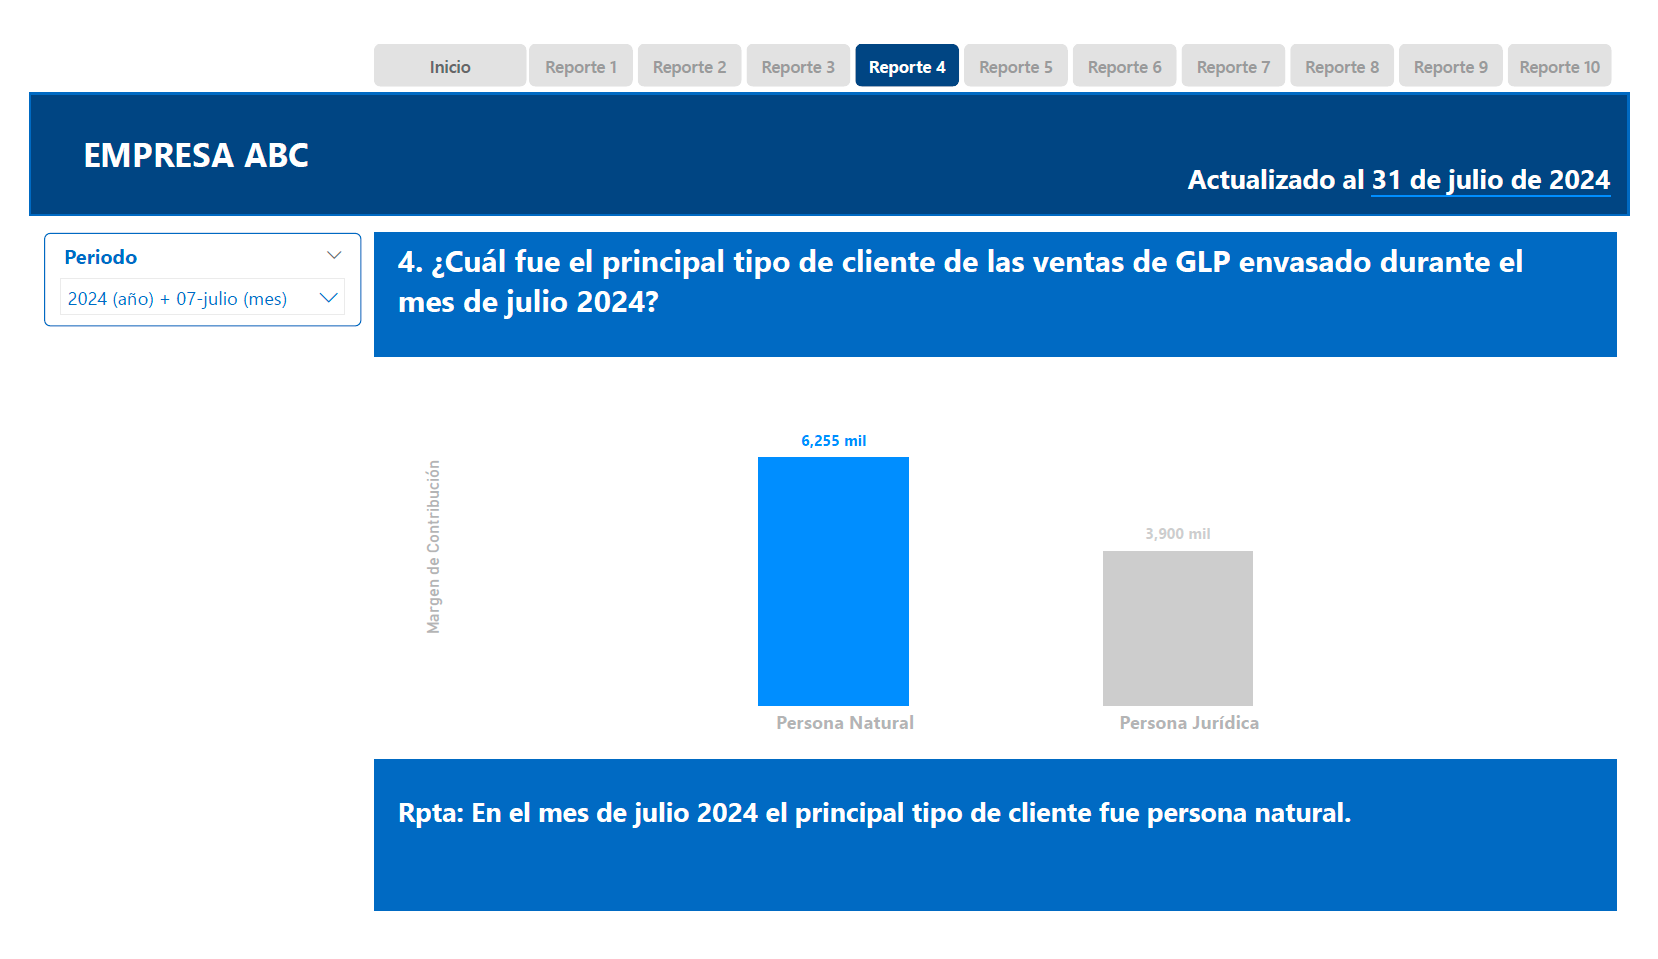 Inicio
Reporte 1
Reporte 2
Reporte 3
Reporte 4
Reporte 5
Reporte 6
Reporte 7
Reporte 8
Reporte 9
Reporte 10
EMPRESA ABC
Actualizado al 31 de julio de 2024
Periodo
2024 (año) + 07-julio (mes)
4. ¿Cuál fue el principal tipo de cliente de las ventas de GLP envasado durante el
mes de julio 2024?
Margen de Contribución
6,255 mil
3,900 mil
Persona Natural
Persona Jurídica
Rpta: En el mes de julio 2024 el principal tipo de cliente fue persona natural.